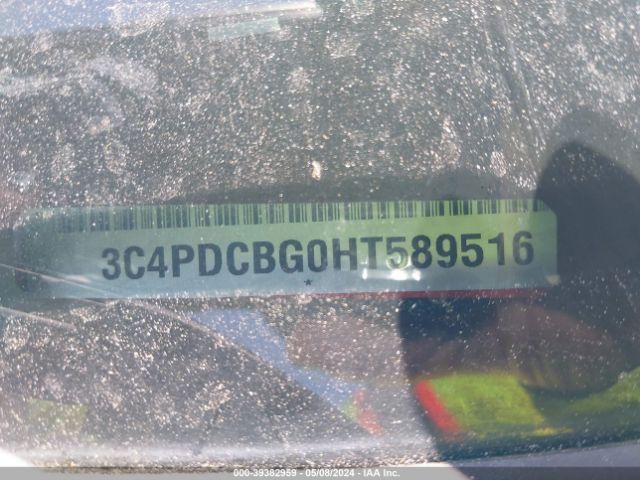 3C4PDCBG0HT589516
*
000-39382959 - 05/08/2024 - IAA Inc.